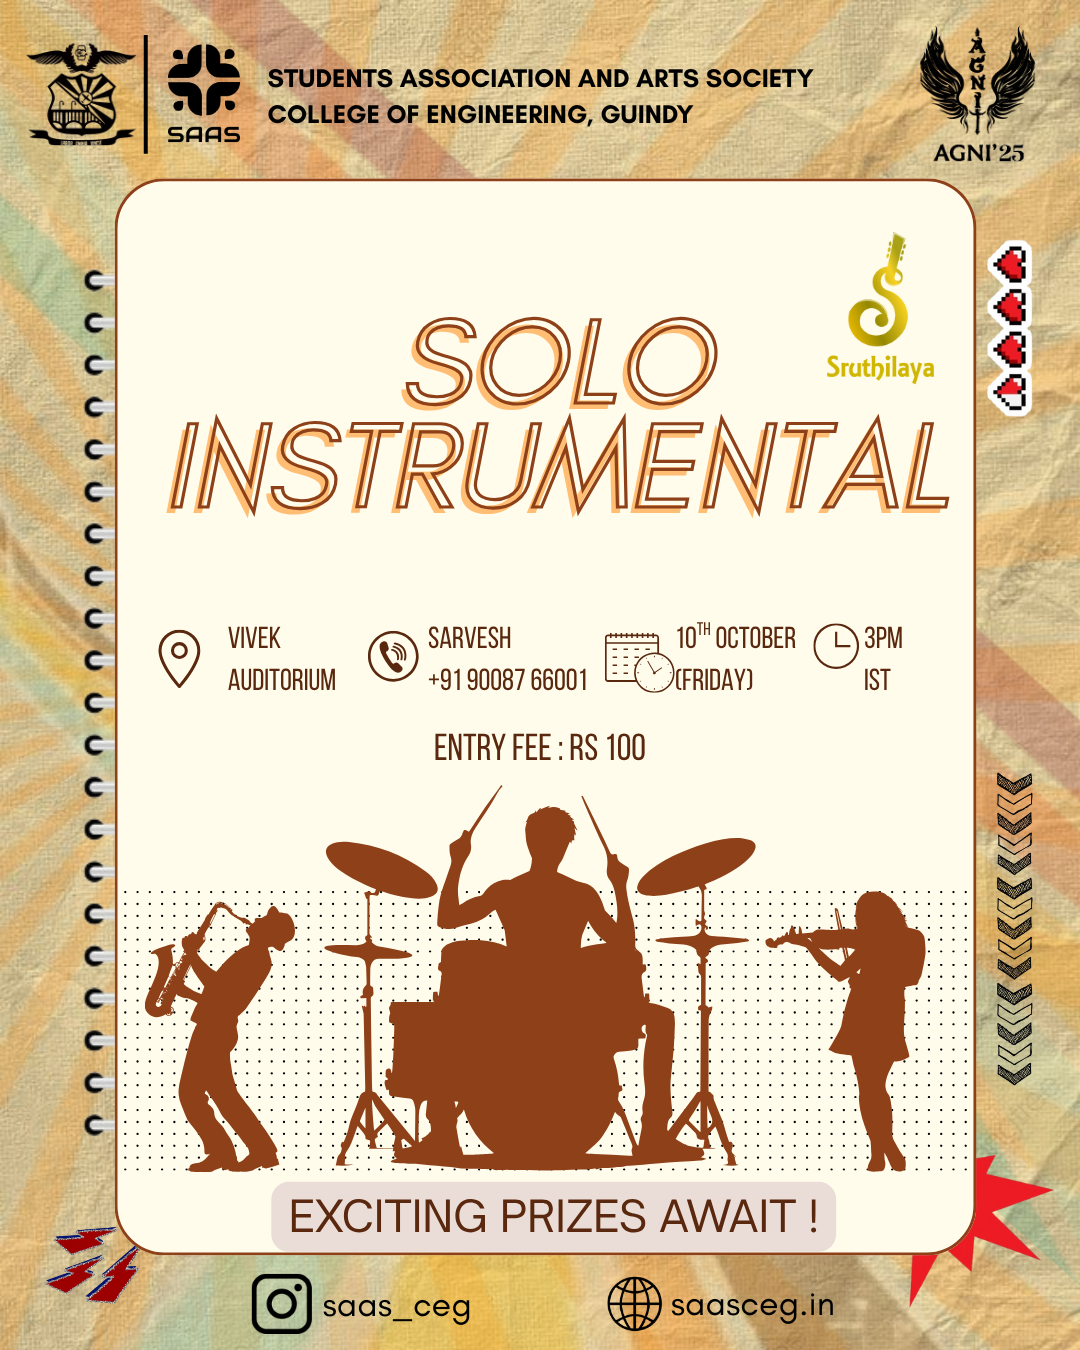 SAAS
STUDENTS ASSOCIATION AND ARTS SOCIETY
COLLEGE OF ENGINEERING, GUINDY
AGNI
AGNI'25
Sruthilaya
SOLO
INSTRUMENTAL
VIVEK
AUDITORIUM
SARVESH
+91 90087 66001
10TH OCTOBER
(FRIDAY)
3PM
IST
ENTRY FEE : RS 100
EXCITING PRIZES AWAIT !
saas_ceg
saasceg.in